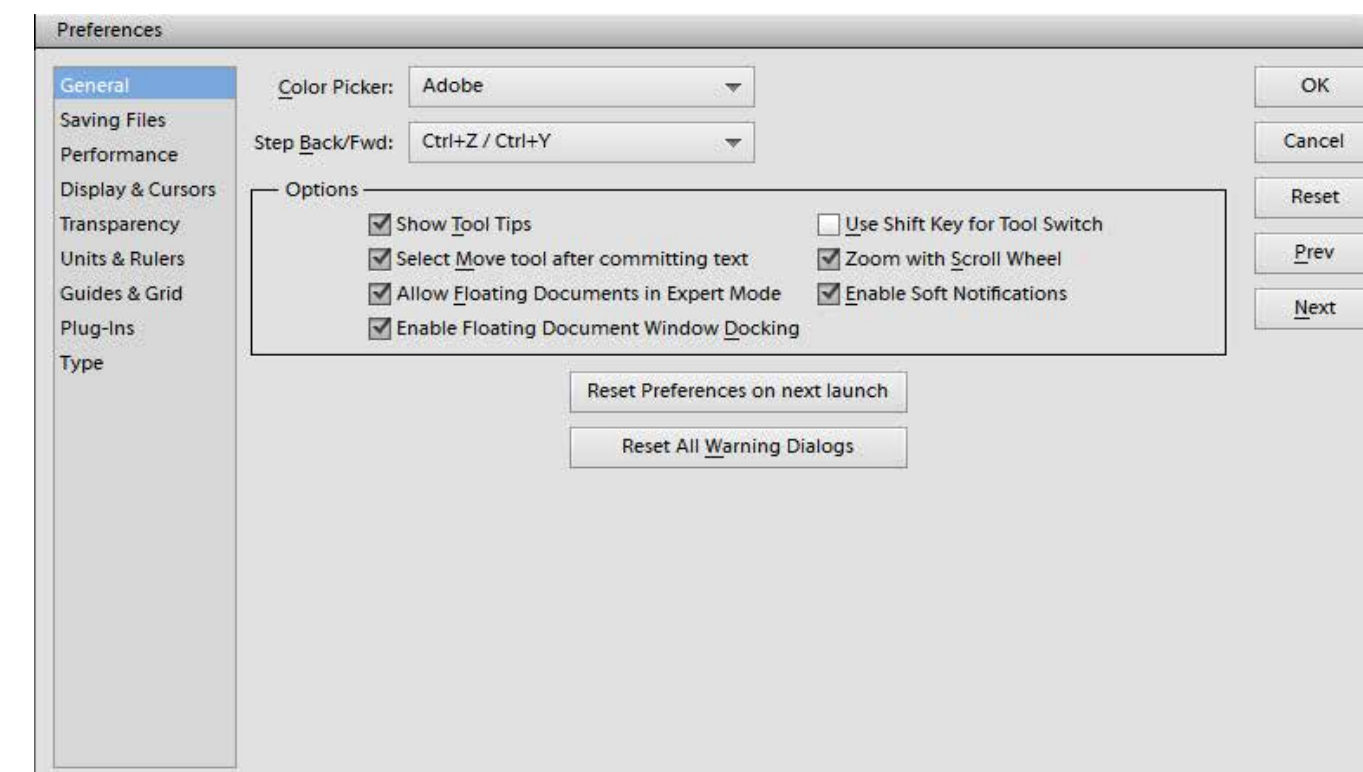 Preferences
General
Saving Files
Performance
Display & Cursors
Transparency
Units & Rulers
Guides & Grid
Plug-Ins
Type
Color Picker: Adobe
Step Back/Fwd: Ctrl+Z / Ctrl+Y
Options
Show Tool Tips
Select Move tool after committing text
Allow Floating Documents in Expert Mode
Enable Floating Document Window Docking
Use Shift Key for Tool Switch
Zoom with Scroll Wheel
Enable Soft Notifications
Reset Preferences on next launch
Reset All Warning Dialogs
OK
Cancel
Reset
Prev
Next